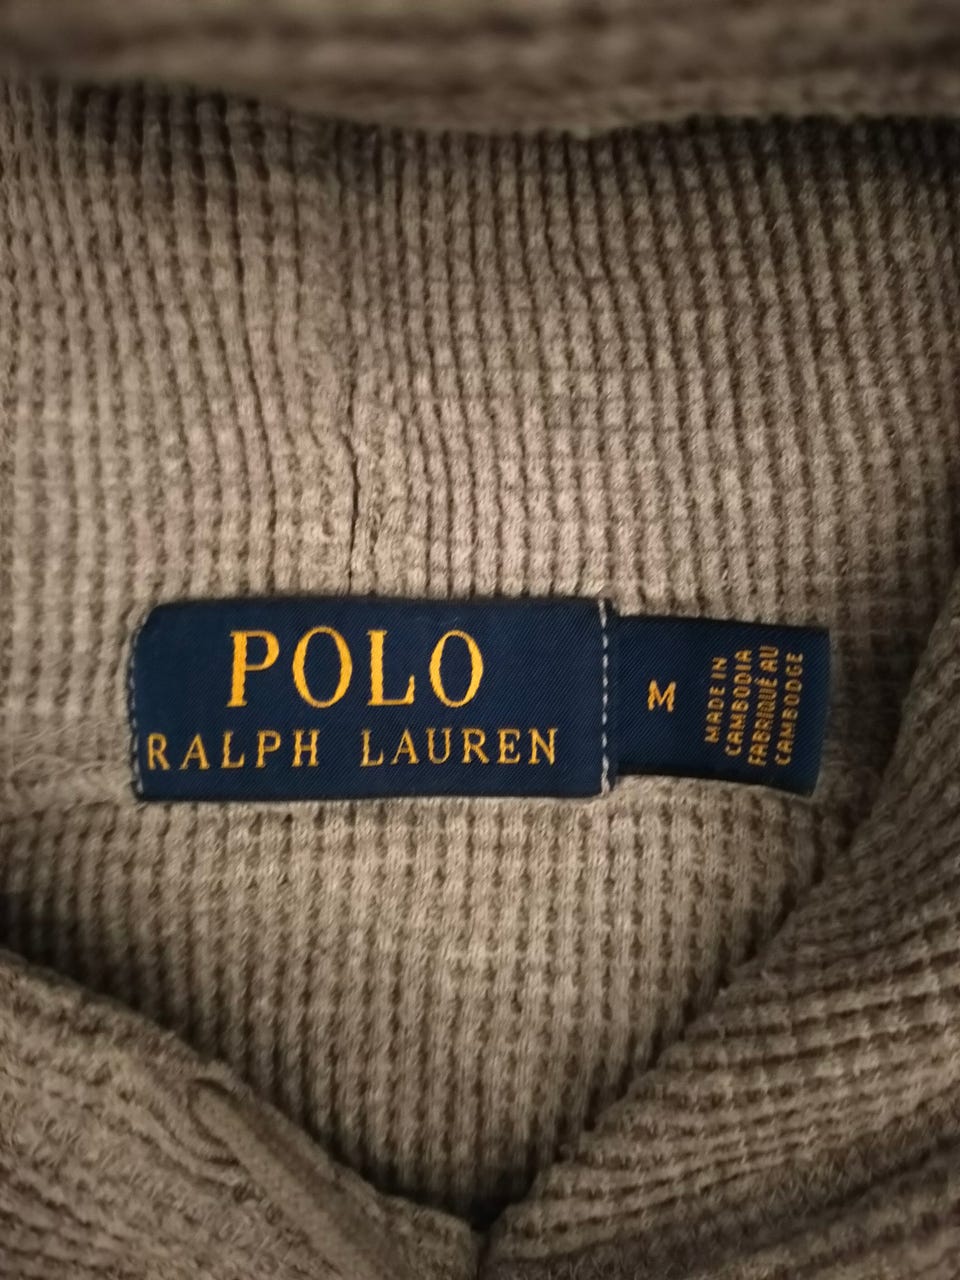 POLO
RALPH LAUREN
M
MADE IN
CAMBODIA
FABRIQUÉ AU
CAMBODGE